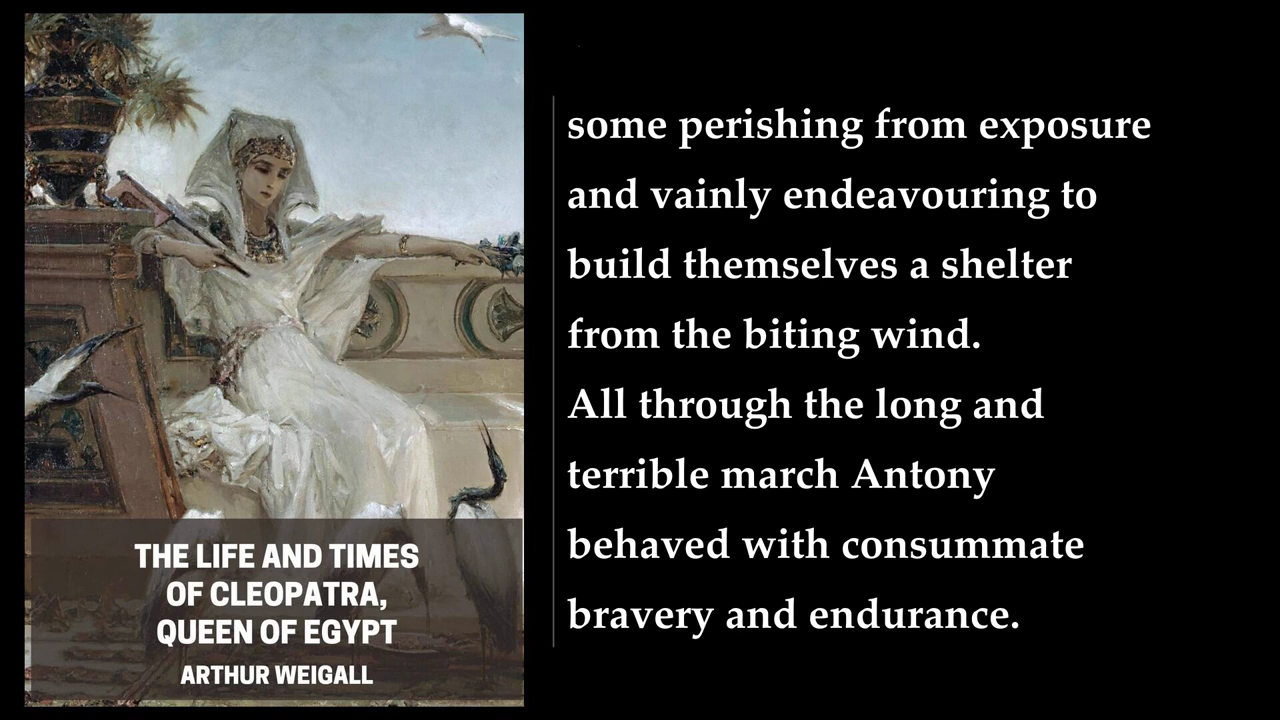 THE LIFE AND TIMES
OF CLEOPATRA,
QUEEN OF EGYPT
ARTHUR WEIGALL
some perishing from exposure
and vainly endeavouring to
build themselves a shelter
from the biting wind.
All through the long and
terrible march Antony
behaved with consummate
bravery and endurance.